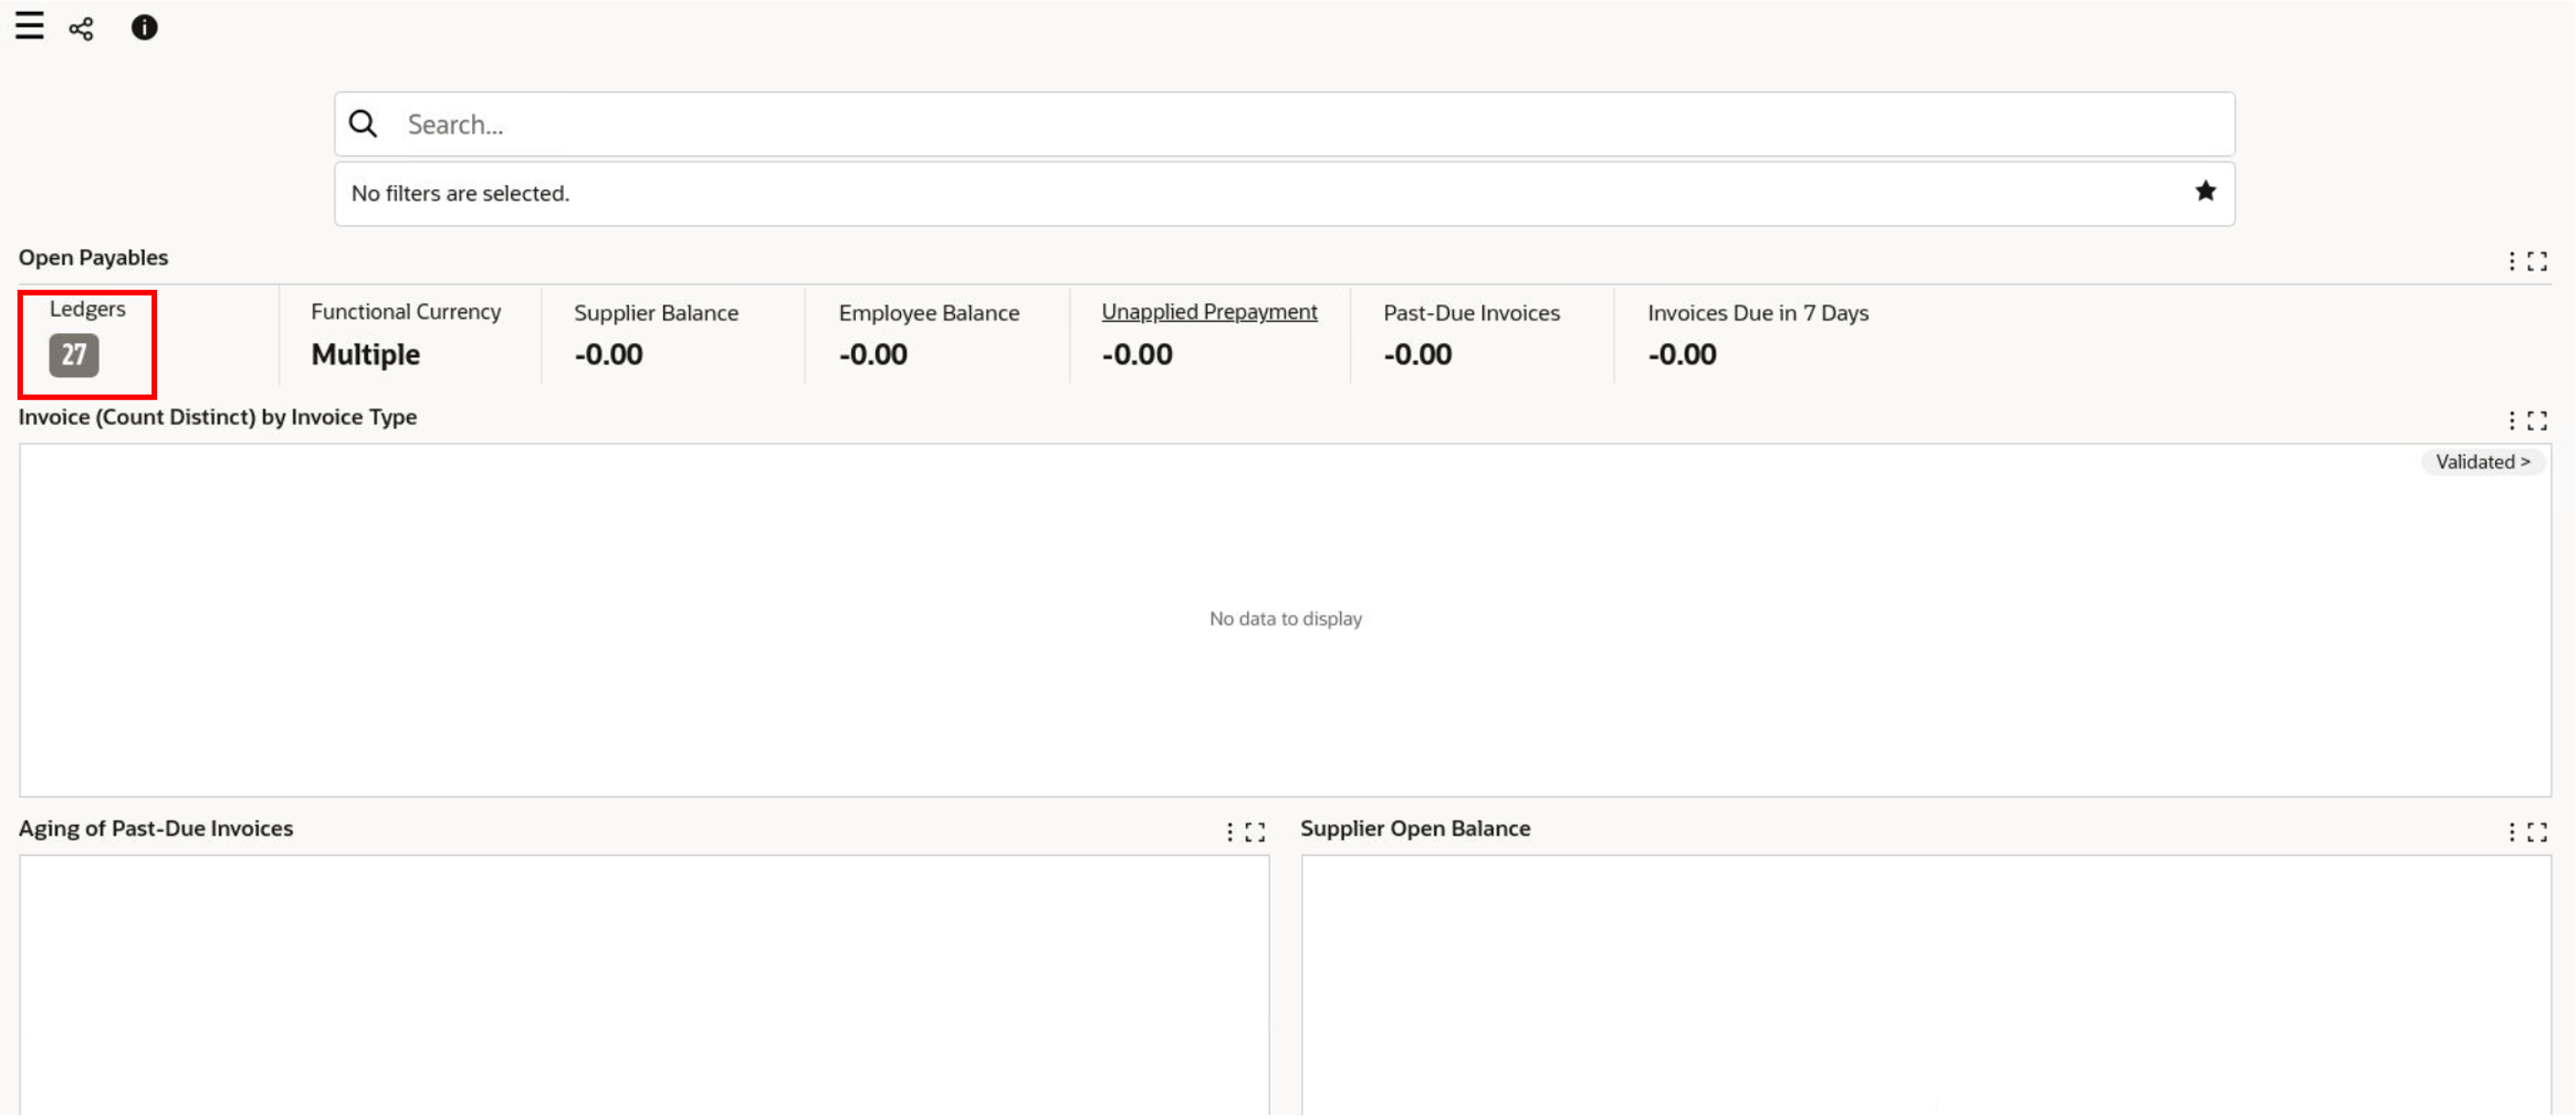 Search...
No filters are selected.
Open Payables
Ledgers
27
Functional Currency
Multiple
Supplier Balance
-0.00
Employee Balance
-0.00
Unapplied Prepayment
-0.00
Past-Due Invoices
-0.00
Invoices Due in 7 Days
-0.00
Invoice (Count Distinct) by Invoice Type
Validated >
No data to display
Aging of Past-Due Invoices
Supplier Open Balance